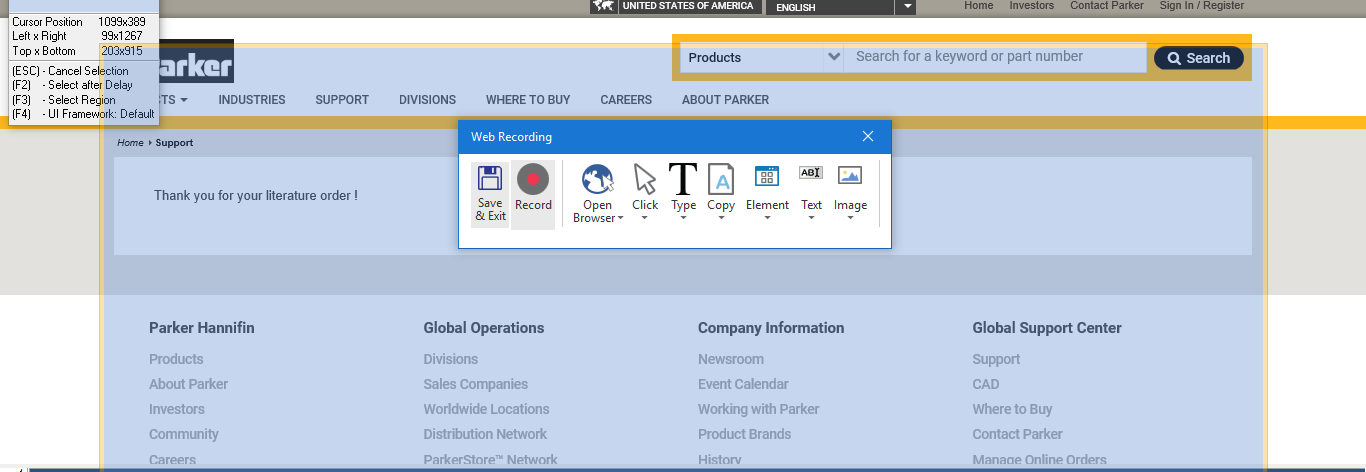 UNITED STATES OF AMERICA
ENGLISH
Home Investors Contact Parker Sign In / Register
Cursor Position 1099x389
Left x Right 99x1267
Top x Bottom 203x915
(ESC) - Cancel Selection
(F2) - Select after Delay
(F3) - Select Region
(F4) - UI Framework: Default
arker
Products
Search for a keyword or part number
Search
TS INDUSTRIES SUPPORT DIVISIONS WHERE TO BUY CAREERS ABOUT PARKER
Home Support
Thank you for your literature order !
Web Recording
Save & Exit
Record
Open Browser
Click
Type
Copy
Element
ABI
Text
Image
Parker Hannifin
Products
About Parker
Investors
Community
Careers
Global Operations
Divisions
Sales Companies
Worldwide Locations
Distribution Network
ParkerStore™ Network
Company Information
Newsroom
Event Calendar
Working with Parker
Product Brands
History
Global Support Center
Support
CAD
Where to Buy
Contact Parker
Manage Online Orders